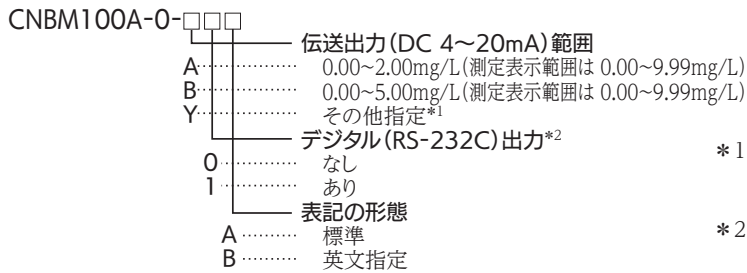 CNBM100A-0-□□□
伝送出力(DC 4~20mA)範囲
A………… 0.00~2.00mg/L(測定表示範囲は 0.00~9.99mg/L)
B………… 0.00~5.00mg/L(測定表示範囲は 0.00~9.99mg/L)
Y………… その他指定*1
デジタル(RS-232C)出力*2
0………… なし
1………… あり
表記の形態
A………… 標準
B………… 英文指定
*1
*2